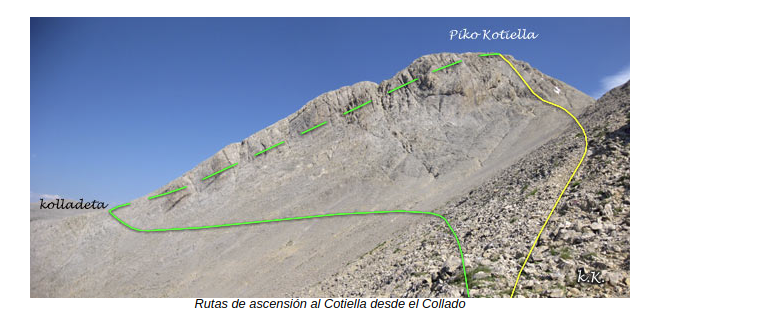 Piko Kotiella
kolladeta
k.K.
Rutas de ascensión al Cotiella desde el Collado